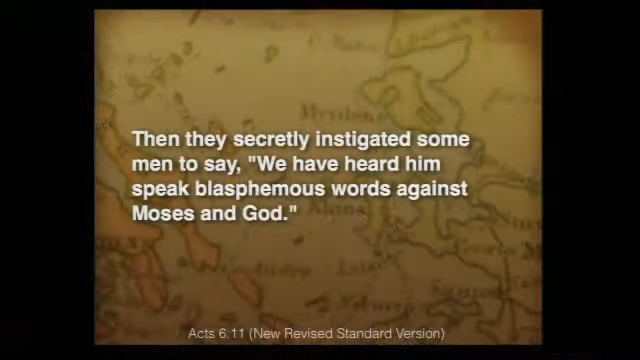 Then they secretly instigated some
men to say, "We have heard him
speak blasphemous words against
Moses and God."
Acts 6:11 (New Revised Standard Version)